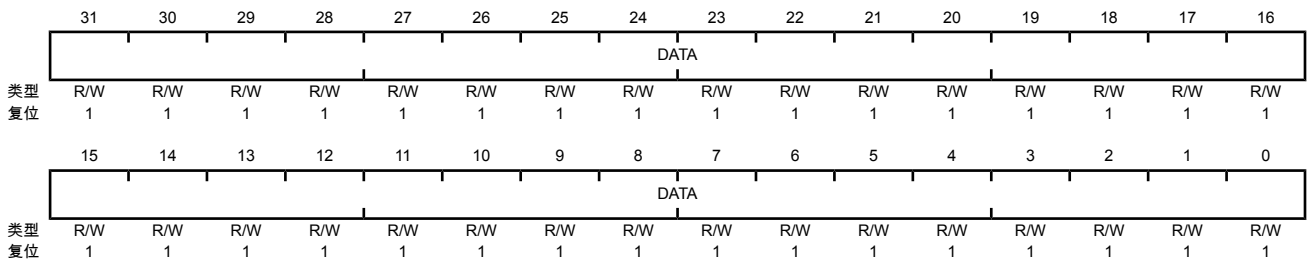 31 30 29 28 27 26 25 24 23 22 21 20 19 18 17 16
DATA
类型 R/W R/W R/W R/W R/W R/W R/W R/W R/W R/W R/W R/W R/W R/W R/W R/W
复位 1 1 1 1 1 1 1 1 1 1 1 1 1 1 1 1
15 14 13 12 11 10 9 8 7 6 5 4 3 2 1 0
DATA
类型 R/W R/W R/W R/W R/W R/W R/W R/W R/W R/W R/W R/W R/W R/W R/W R/W
复位 1 1 1 1 1 1 1 1 1 1 1 1 1 1 1 1